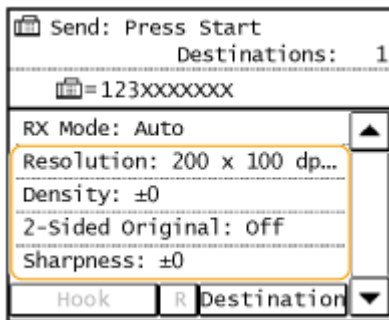 Send: Press Start
Destinations: 1
=123XXXXXXX
RX Mode: Auto
Resolution: 200 x 100 dp...
Density: ±0
2-Sided Original: Off
Sharpness: ±0
Hook R Destination